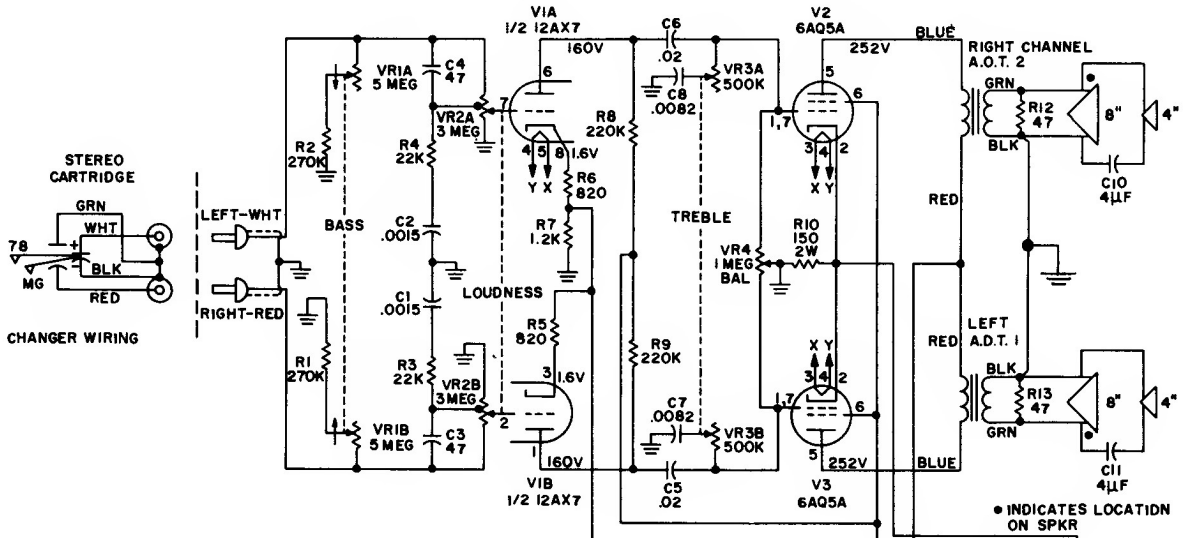 V1A
1/2 12AX7
160V
6
7
4
5
8
1.6V
Y
X
C6
.02
C8
.0082
VR3A
500K
V2
6AQ5A
252V
5
6
1,7
3
4
2
X
Y
BLUE
RIGHT CHANNEL
A.O.T. 2
GRN
R12
47
BLK
8"
4"
C10
4µF
VR1A
5 MEG
C4
47
VR2A
3 MEG
R2
270K
R4
22K
R8
220K
R6
820
R7
1.2K
STEREO
CARTRIDGE
GRN
WHT
78
+
BLK
MG
RED
CHANGER WIRING
LEFT-WHT
RIGHT-RED
BASS
C2
.0015
C1
.0015
LOUDNESS
TREBLE
VR4
1 MEG
BAL
R10
150
2W
RED
RED
R1
270K
R3
22K
VR2B
3MEG
R5
820
R9
220K
3
1.6V
2
1
VR1B
5 MEG
C3
47
V1B
1/2 12AX7
160V
C7
.0082
VR3B
500K
C5
.02
X
Y
3
4
2
1,7
6
5
252V
V3
6AQ5A
BLUE
LEFT
A.D.T. 1
BLK
R13
47
GRN
8"
4"
C11
4µF
• INDICATES LOCATION
ON SPKR